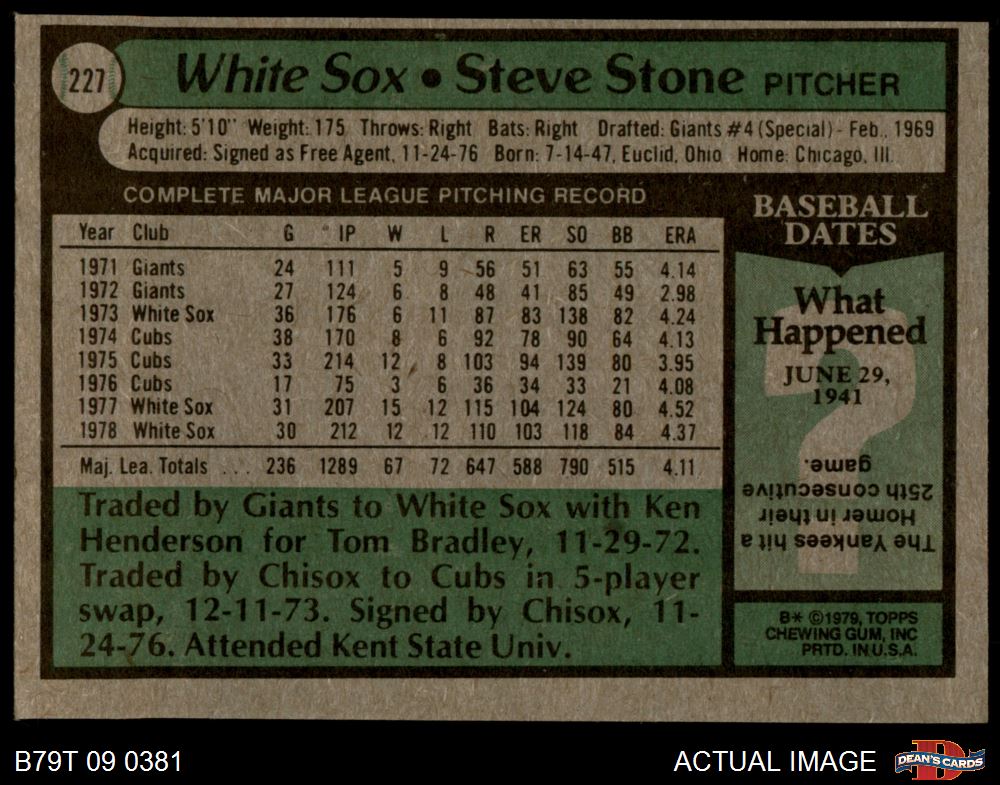 227
White Sox • Steve Stone PITCHER
Height: 5'10" Weight: 175 Throws: Right Bats: Right Drafted: Giants #4 (Special) - Feb., 1969
Acquired: Signed as Free Agent, 11-24-76 Born: 7-14-47, Euclid, Ohio Home: Chicago, Ill.
COMPLETE MAJOR LEAGUE PITCHING RECORD
Year Club G IP W L R ER SO BB ERA
1971 Giants 24 111 5 9 56 51 63 55 4.14
1972 Giants 27 124 6 8 48 41 85 49 2.98
1973 White Sox 36 176 6 11 87 83 138 82 4.24
1974 Cubs 38 170 8 6 92 78 90 64 4.13
1975 Cubs 33 214 12 8 103 94 139 80 3.95
1976 Cubs 17 75 3 6 36 34 33 21 4.08
1977 White Sox 31 207 15 12 115 104 124 80 4.52
1978 White Sox 30 212 12 12 110 103 118 84 4.37
Maj. Lea. Totals ... 236 1289 67 72 647 588 790 515 4.11
Traded by Giants to White Sox with Ken
Henderson for Tom Bradley, 11-29-72.
Traded by Chisox to Cubs in 5-player
swap, 12-11-73. Signed by Chisox, 11-
24-76. Attended Kent State Univ.
BASEBALL
DATES
What
Happened
JUNE 29,
1941
?
The Yankees hit a
Homer in their
25th consecutive
game.
B* ©1979, TOPPS
CHEWING GUM, INC
PRTD. IN U.S.A.
B79T 09 0381
ACTUAL IMAGE
D
DEAN'S CARDS